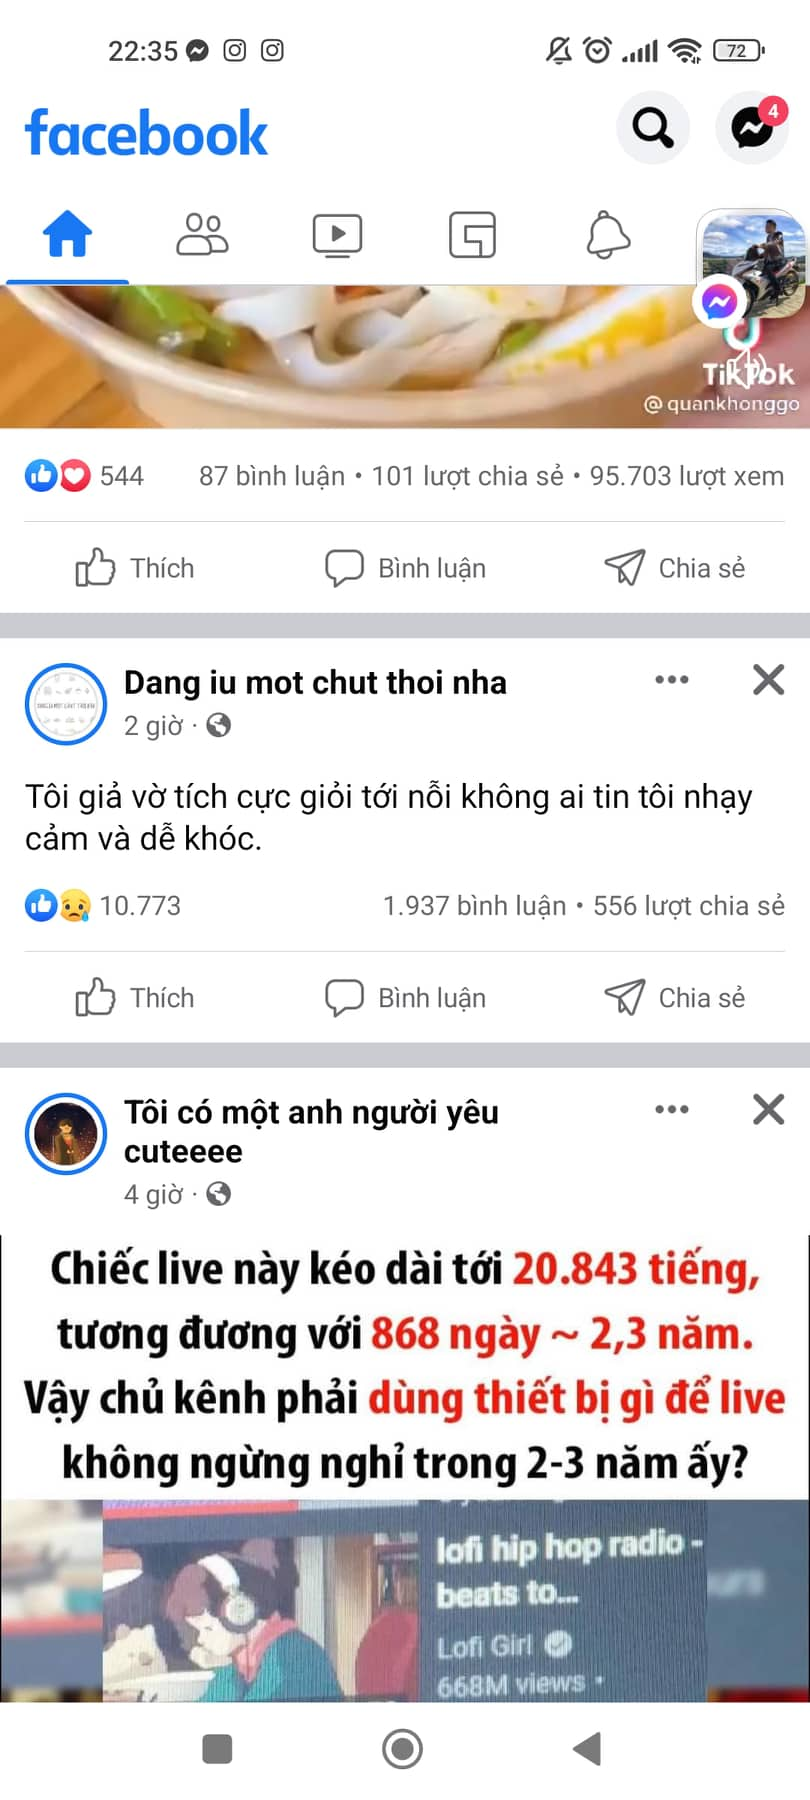 22:35
72
facebook
4
TikTok
@quankhonggo
544 87 bình luận • 101 lượt chia sẻ • 95.703 lượt xem
Thích Bình luận Chia sẻ
Dang iu mot chut thoi nha
2 giờ ·
Tôi giả vờ tích cực giỏi tới nỗi không ai tin tôi nhạy
cảm và dễ khóc.
10.773 1.937 bình luận • 556 lượt chia sẻ
Thích Bình luận Chia sẻ
Tôi có một anh người yêu
cuteeee
4 giờ ·
Chiếc live này kéo dài tới 20.843 tiếng,
tương đương với 868 ngày ~ 2,3 năm.
Vậy chủ kênh phải dùng thiết bị gì để live
không ngừng nghỉ trong 2-3 năm ấy?
lofi hip hop radio -
beats to...
Lofi Girl
668M views •